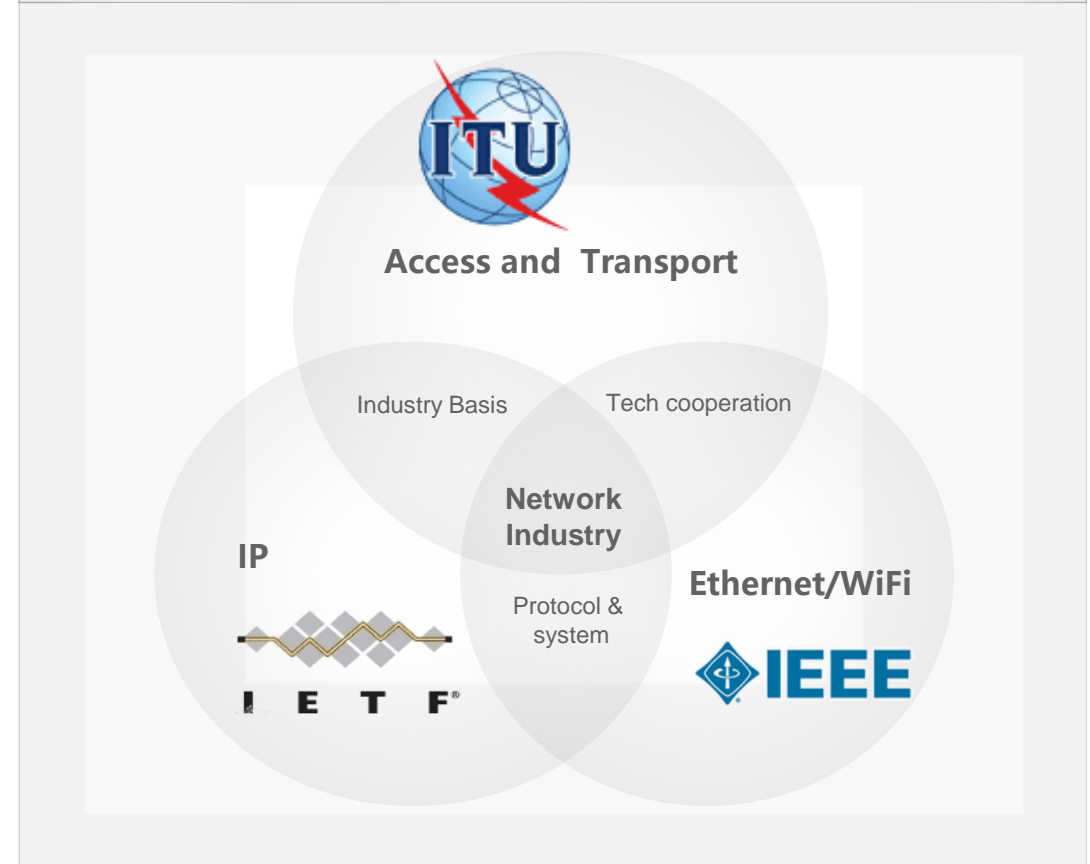 ITU
Access and Transport
Industry Basis
Tech cooperation
Network
Industry
IP
Ethernet/WiFi
Protocol &
system
IEEE
I E T F®